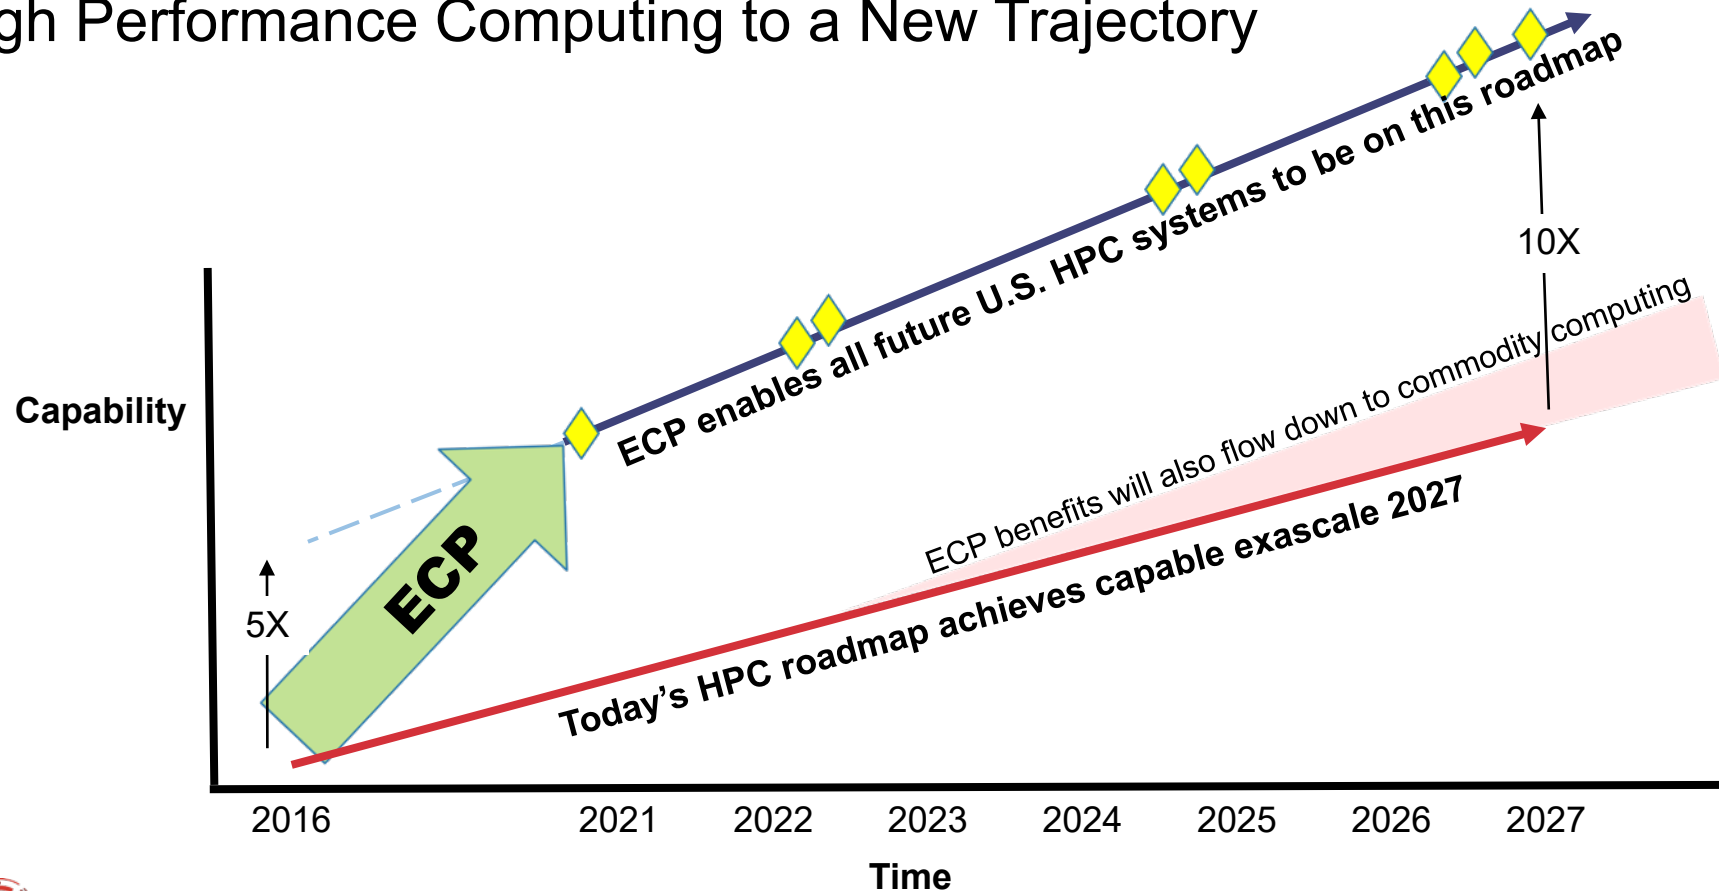 gh Performance Computing to a New Trajectory
ECP enables all future U.S. HPC systems to be on this roadmap
10X
ECP benefits will also flow down to commodity computing
Capability
ECP
5X
Today’s HPC roadmap achieves capable exascale 2027
2016 2021 2022 2023 2024 2025 2026 2027
Time